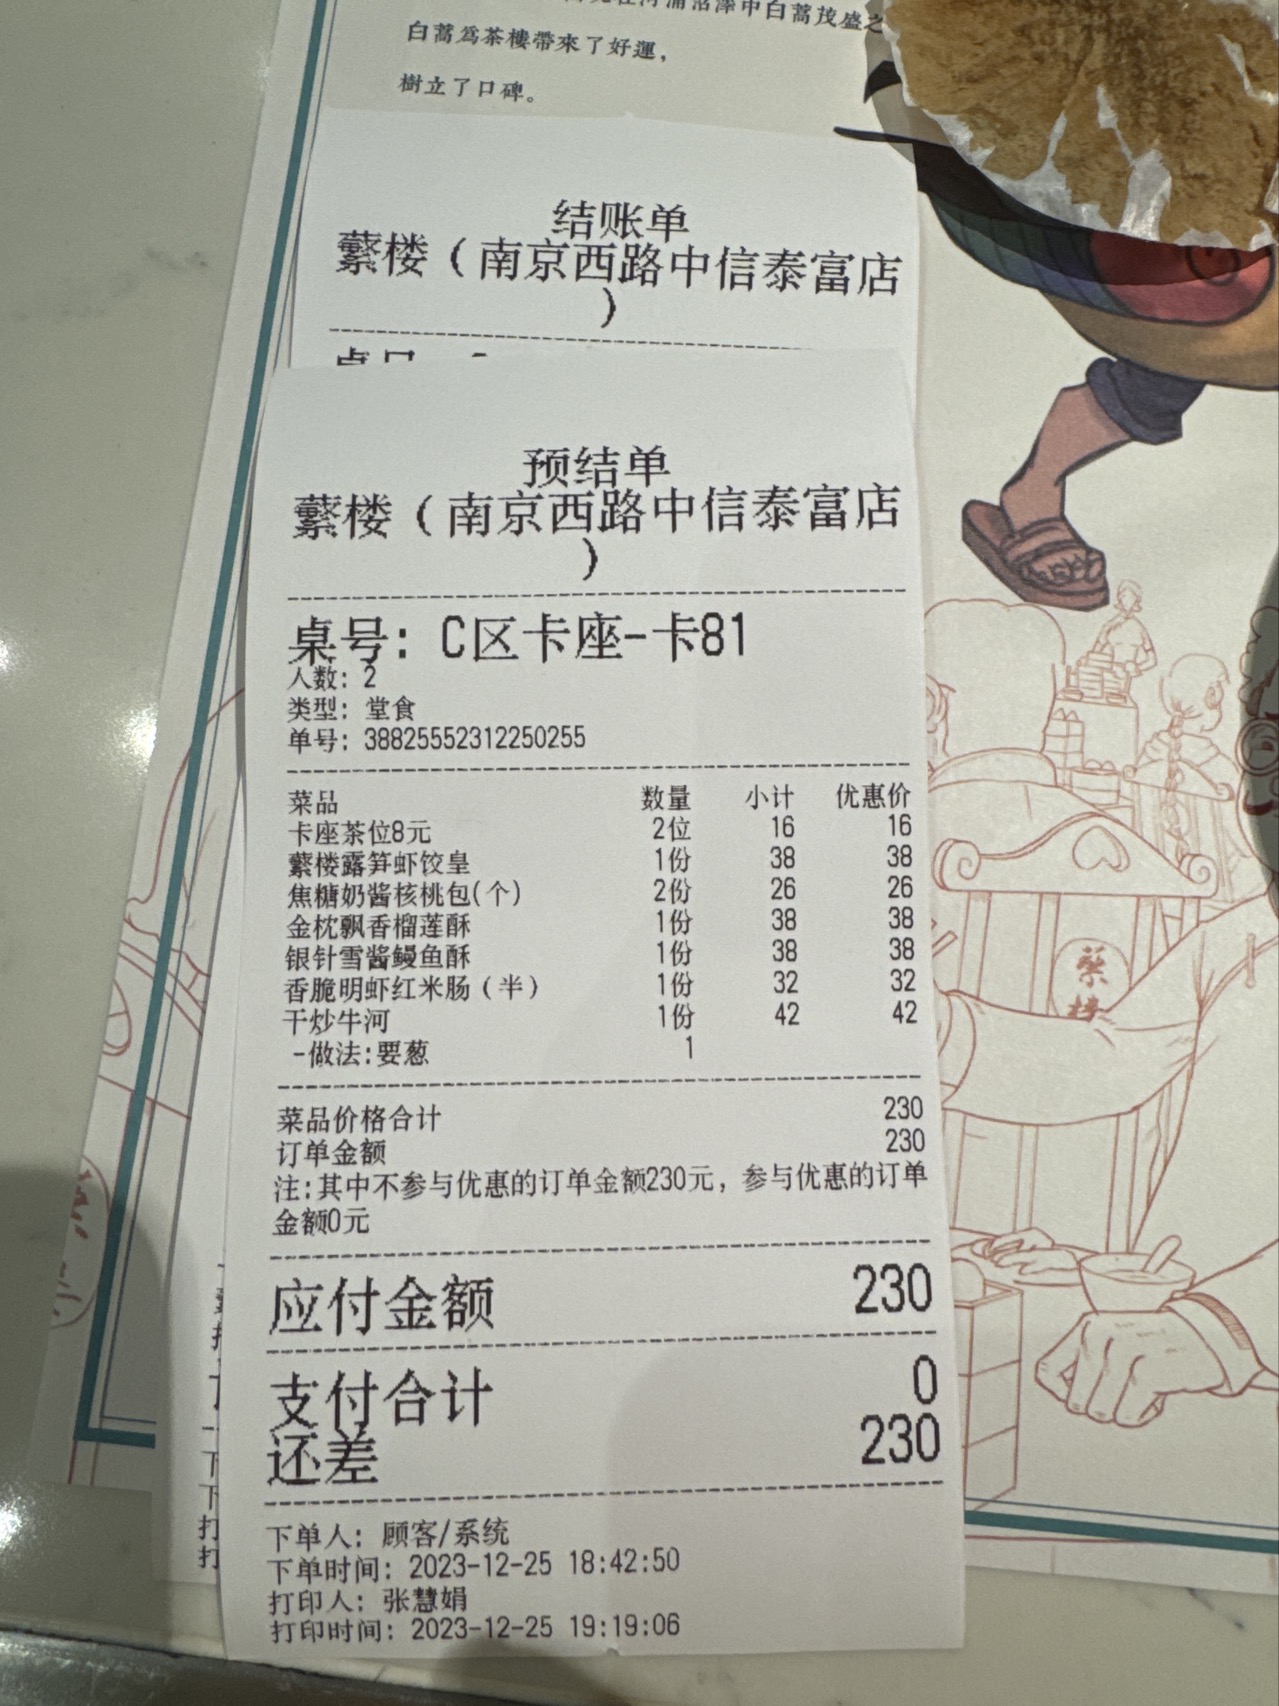 白蒿爲茶樓帶來了好運，
樹立了口碑。
结账单
蘩楼（南京西路中信泰富店
）
预结单
蘩楼（南京西路中信泰富店
）
桌号：C区卡座-卡81
人数：2
类型：堂食
单号：38825552312250255
菜品 数量 小计 优惠价
卡座茶位8元 2位 16 16
蘩楼露笋虾饺皇 1份 38 38
焦糖奶酱核桃包(个) 2份 26 26
金枕飘香榴莲酥 1份 38 38
银针雪酱鳗鱼酥 1份 38 38
香脆明虾红米肠（半） 1份 32 32
干炒牛河 1份 42 42
-做法:要葱 1
菜品价格合计 230
订单金额 230
注:其中不参与优惠的订单金额230元，参与优惠的订单
金额0元
应付金额 230
支付合计 0
还差 230
下单人：顾客/系统
下单时间：2023-12-25 18:42:50
打印人：张慧娟
打印时间：2023-12-25 19:19:06